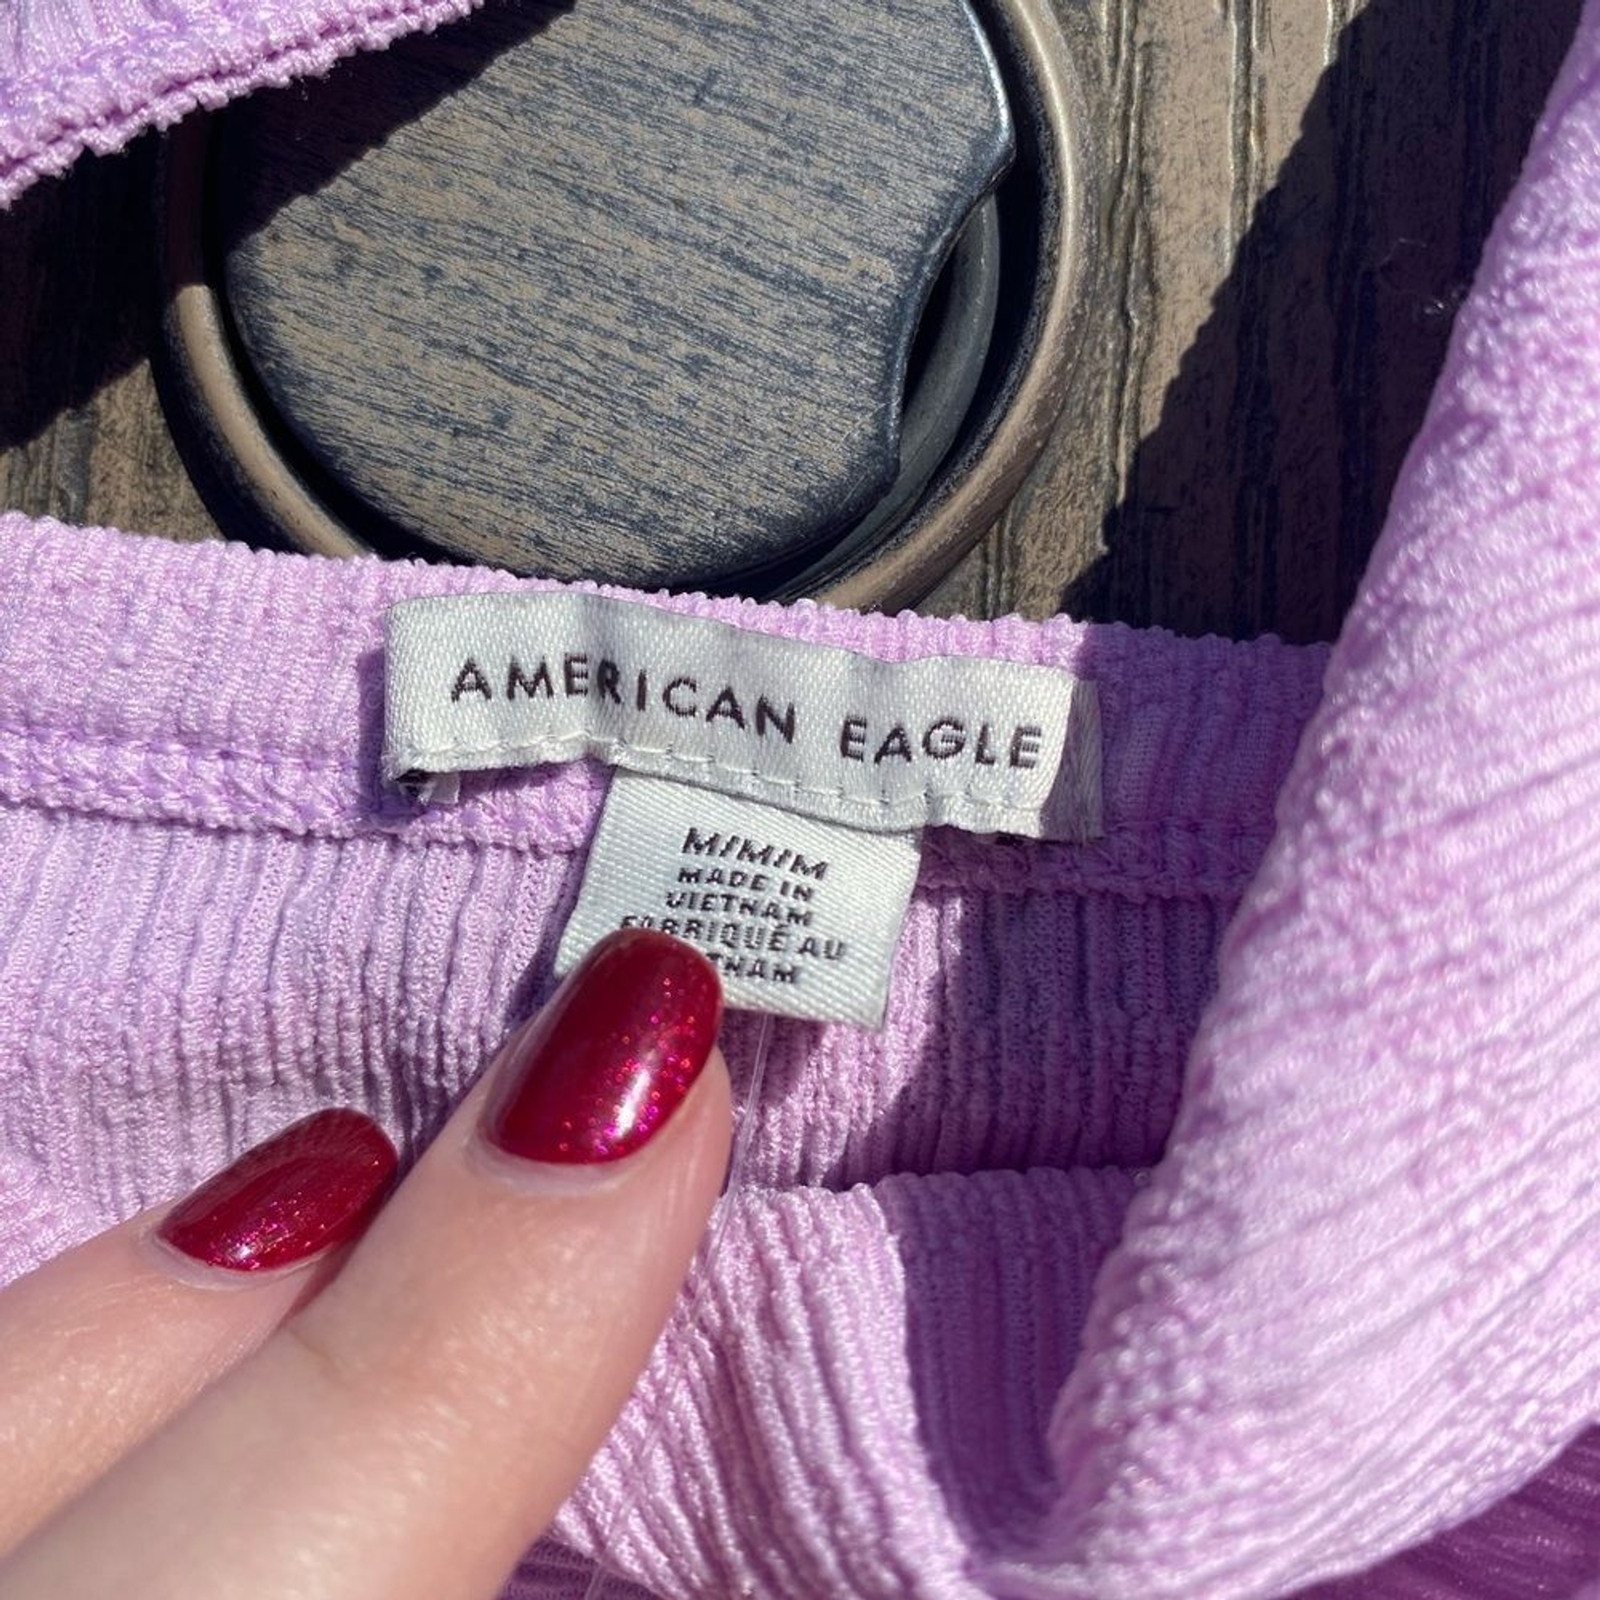 AMERICAN EAGLE
M/M/M
MADE IN
VIETNAM
FABRIQUÉ AU